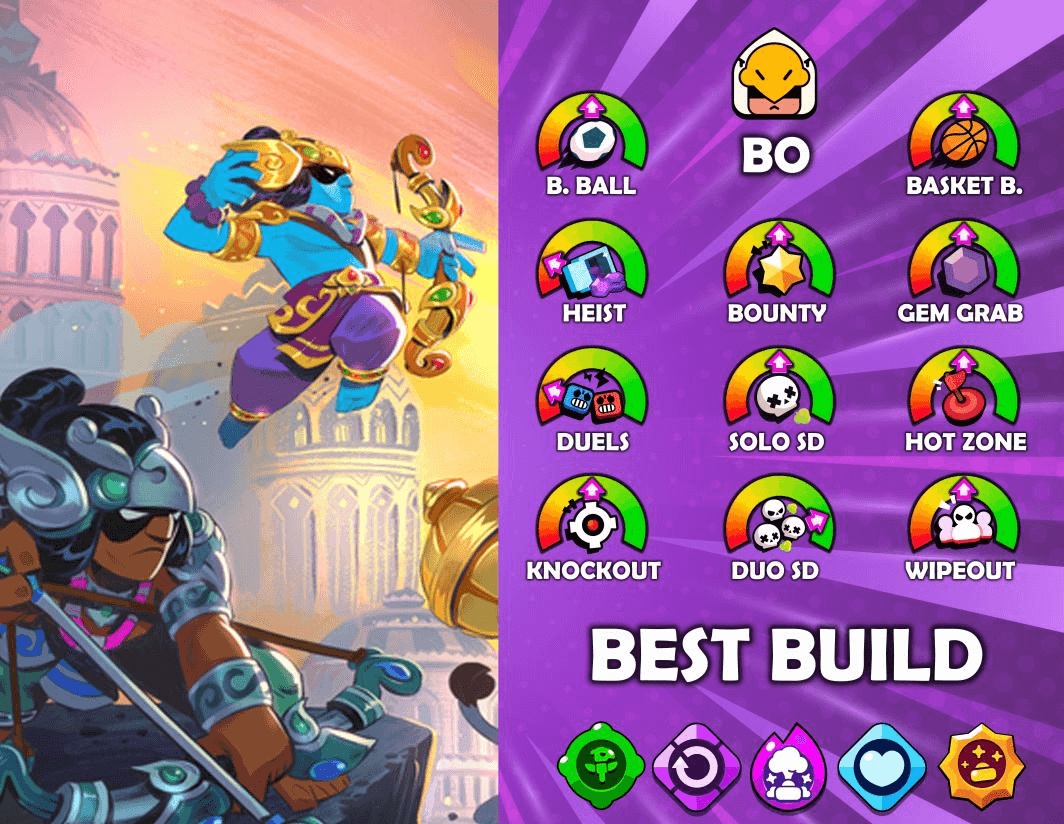 BO
B. BALL
BASKET B.
HEIST
BOUNTY
GEM GRAB
DUELS
SOLO SD
HOT ZONE
KNOCKOUT
DUO SD
WIPEOUT
BEST BUILD